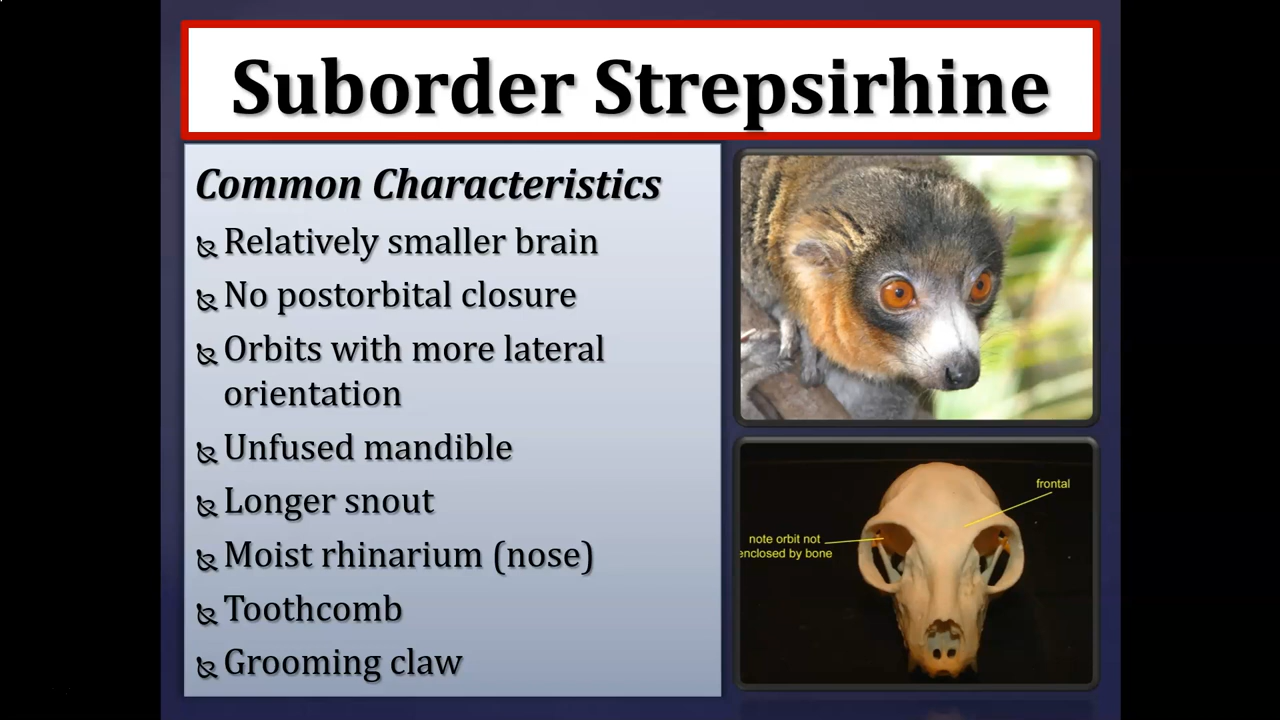 Suborder Strepsirhine
Common Characteristics
Relatively smaller brain
No postorbital closure
Orbits with more lateral
orientation
Unfused mandible
Longer snout
Moist rhinarium (nose)
Toothcomb
Grooming claw
frontal
note orbit not
enclosed by bone